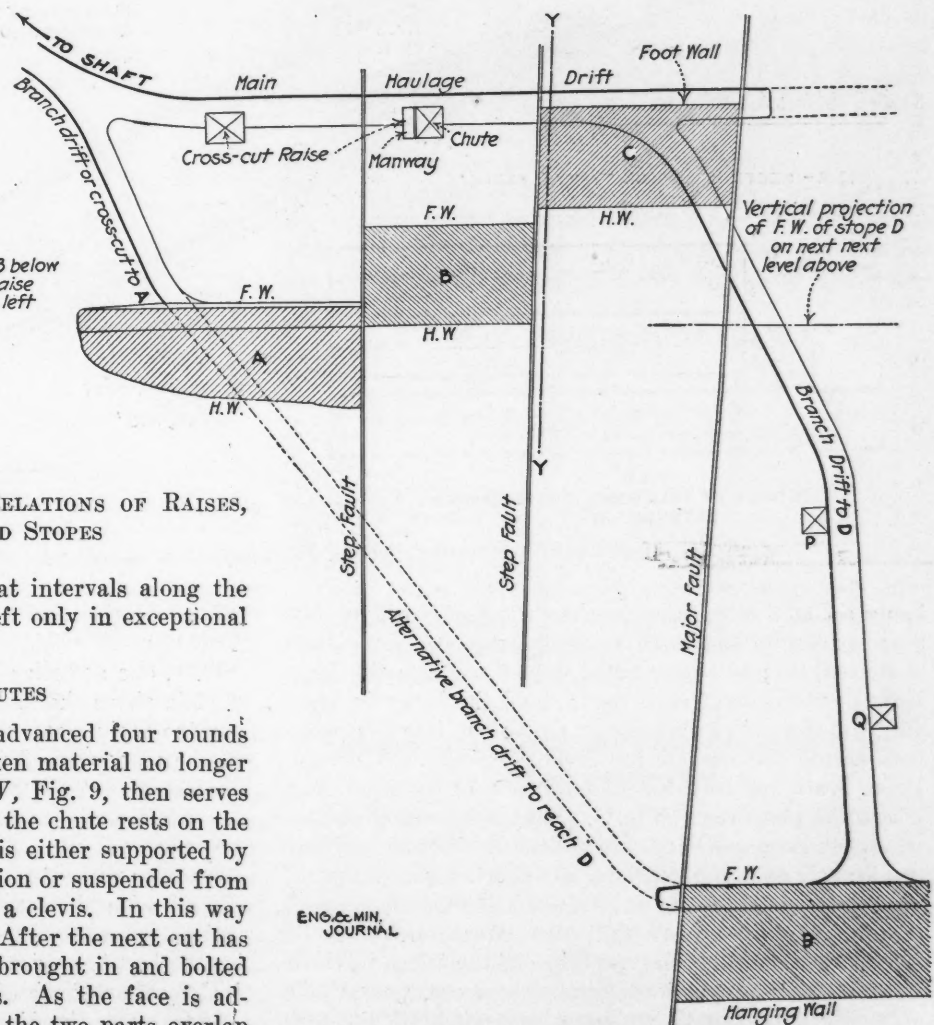 TO SHAFT
Main Haulage Drift
Foot Wall
Branch drift or cross-cut to A
Cross-cut Raise
Manway
Chute
C
F.W.
H.W.
Vertical projection
of F.W. of stope D
on next next
level above
B below
raise
left
F.W.
B
H.W.
A
H.W.
Y
Y
Step Fault
Step Fault
Major Fault
Branch Drift to D
P
Q
Alternative branch drift to reach D
F.W.
D
Hanging Wall
ENG. & MIN.
JOURNAL
ELATIONS OF RAISES,
D STOPES
at intervals along the
eft only in exceptional
UTES
advanced four rounds
ten material no longer
V, Fig. 9, then serves
the chute rests on the
is either supported by
ion or suspended from
a clevis. In this way
After the next cut has
brought in and bolted
s. As the face is ad-
the two parts overlap